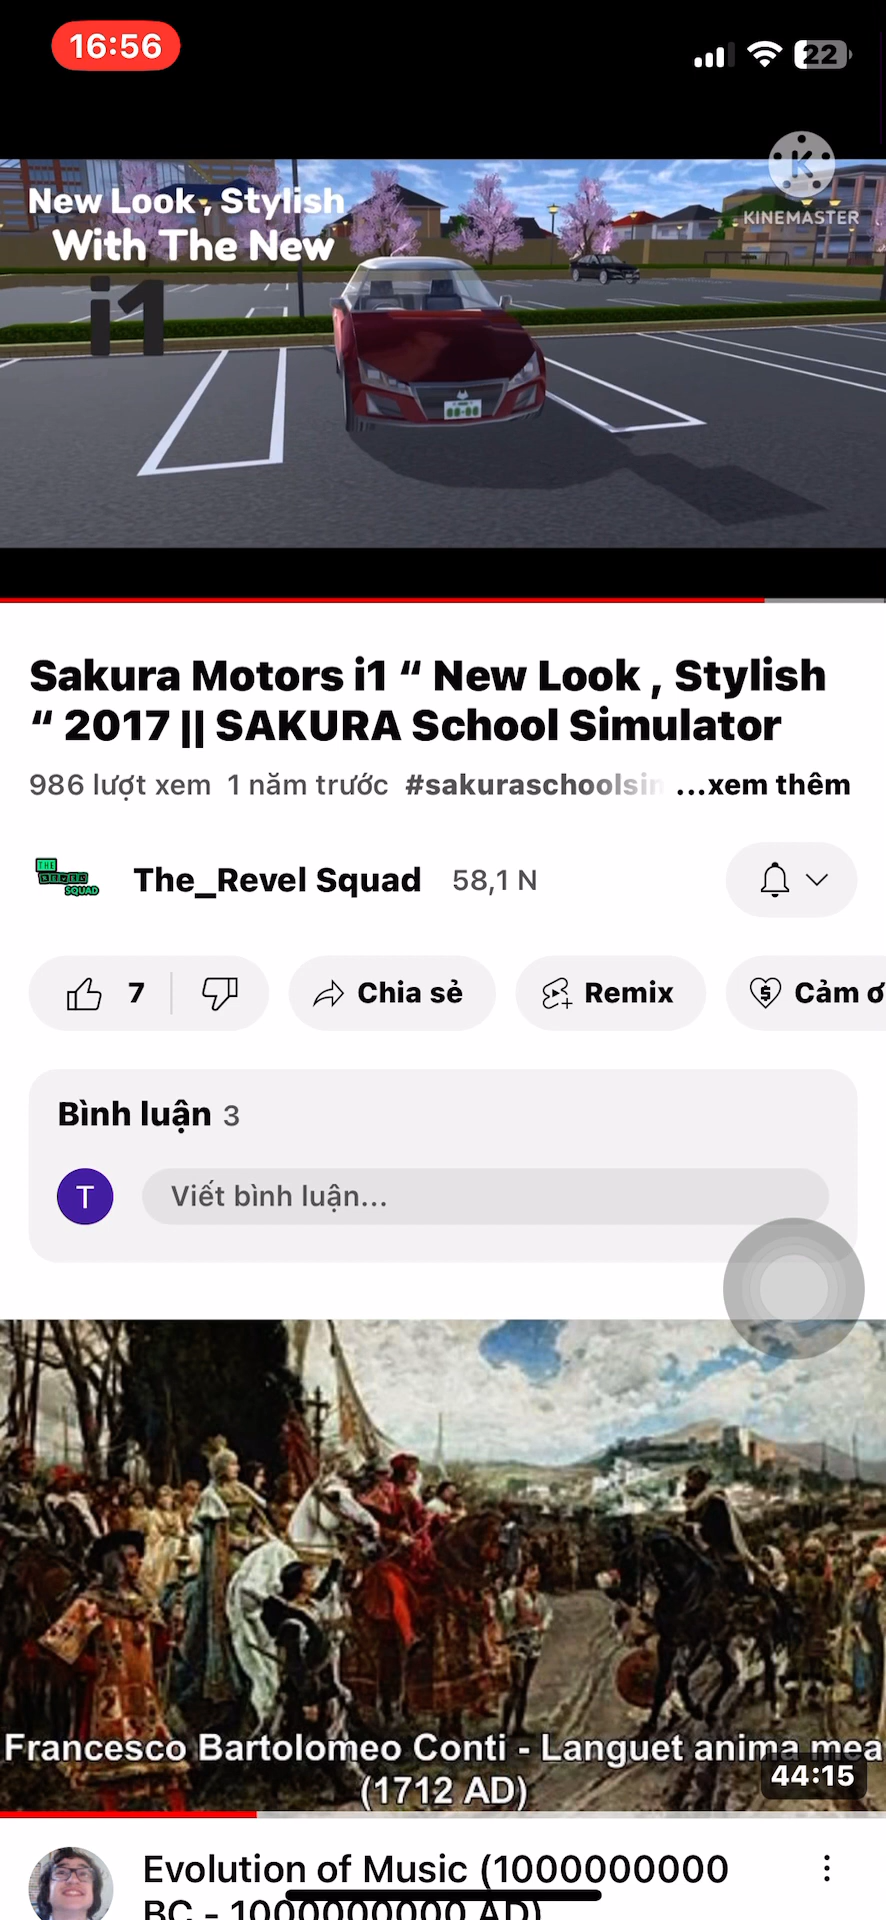 16:56
22
New Look , Stylish
With The New
i1
KINEMASTER
Sakura Motors i1 “ New Look , Stylish
“ 2017 || SAKURA School Simulator
986 lượt xem 1 năm trước #sakuraschoolsim ...xem thêm
THE
SQUAD
The_Revel Squad 58,1 N
7
Chia sẻ
Remix
Cảm ơ
Bình luận 3
T
Viết bình luận...
Francesco Bartolomeo Conti - Languet anima mea
(1712 AD)
44:15
Evolution of Music (1000000000
BC - 1000000000 AD)